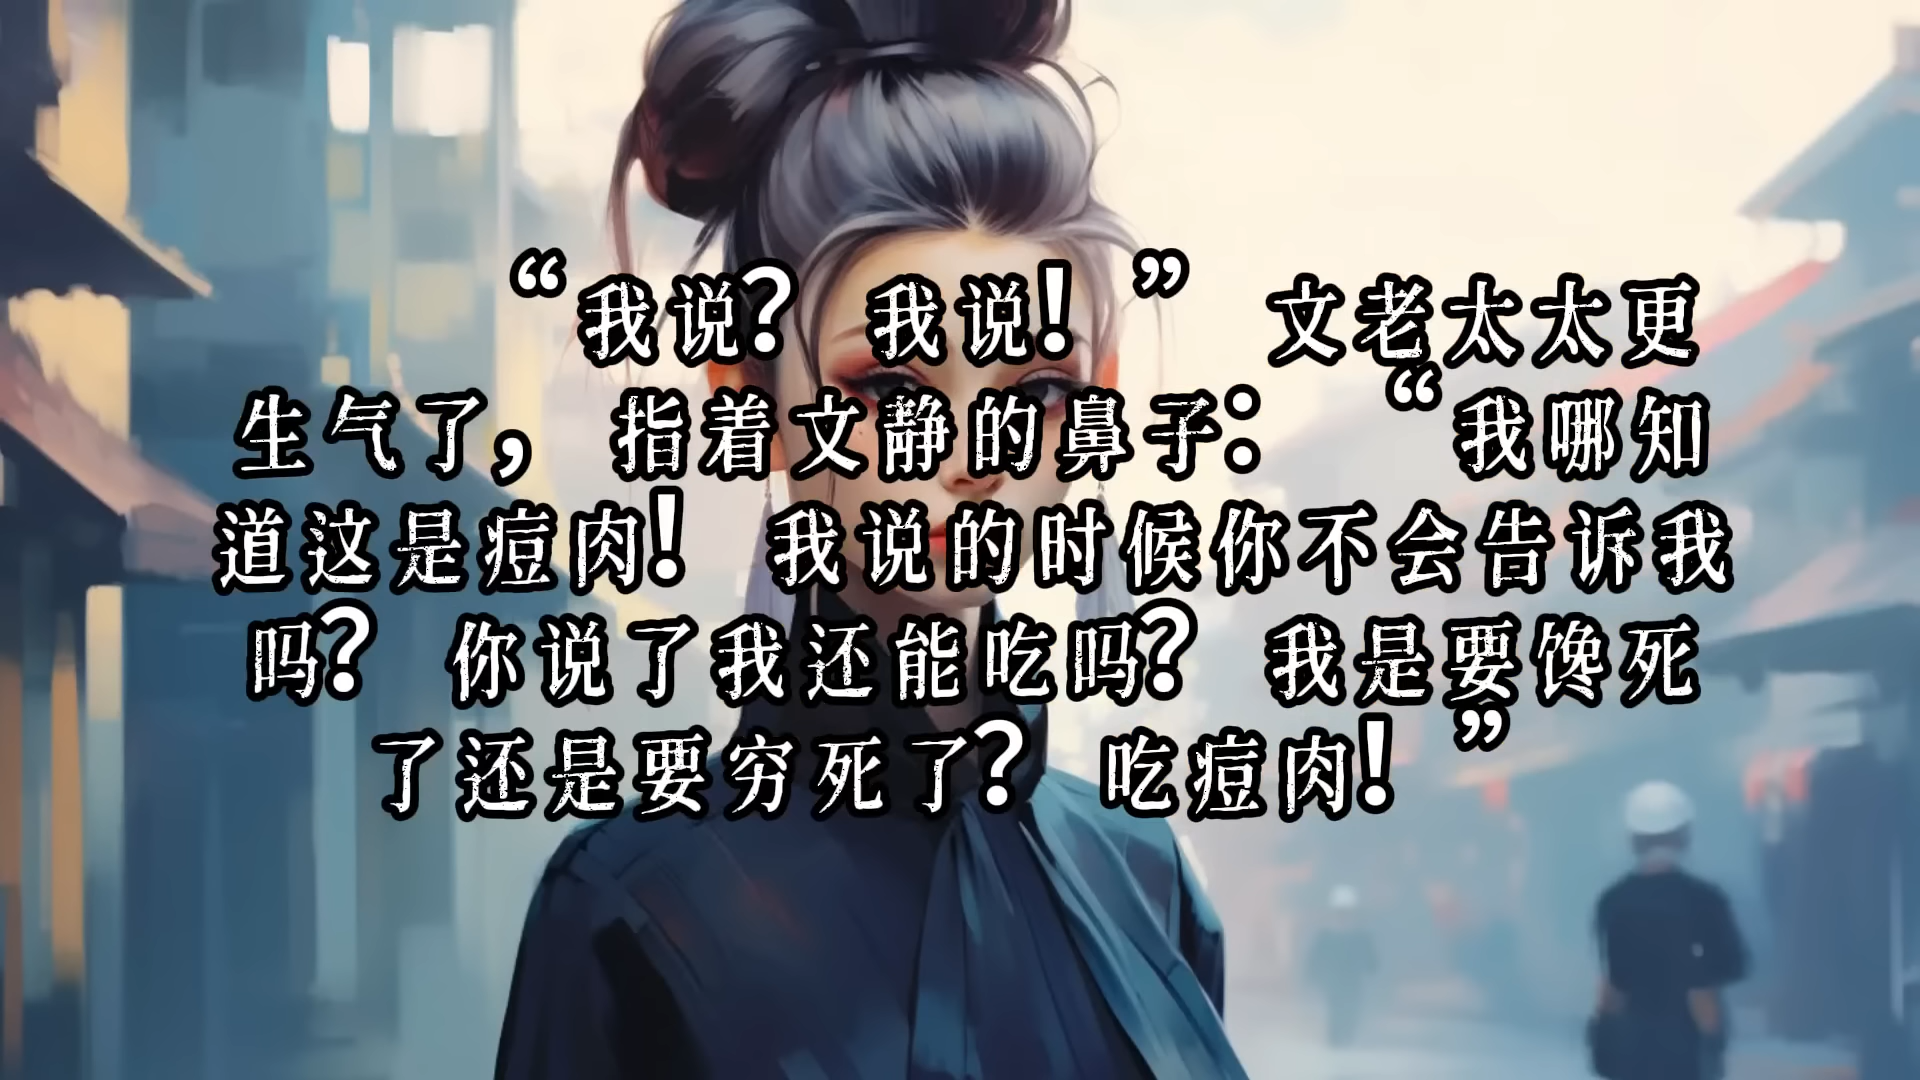 “我说？我说！”文老太太更
生气了，指着文静的鼻子：“我哪知
道这是痘肉！我说的时候你不会告诉我
吗？你说了我还能吃吗？我是要馋死
了还是要穷死了？吃痘肉！”